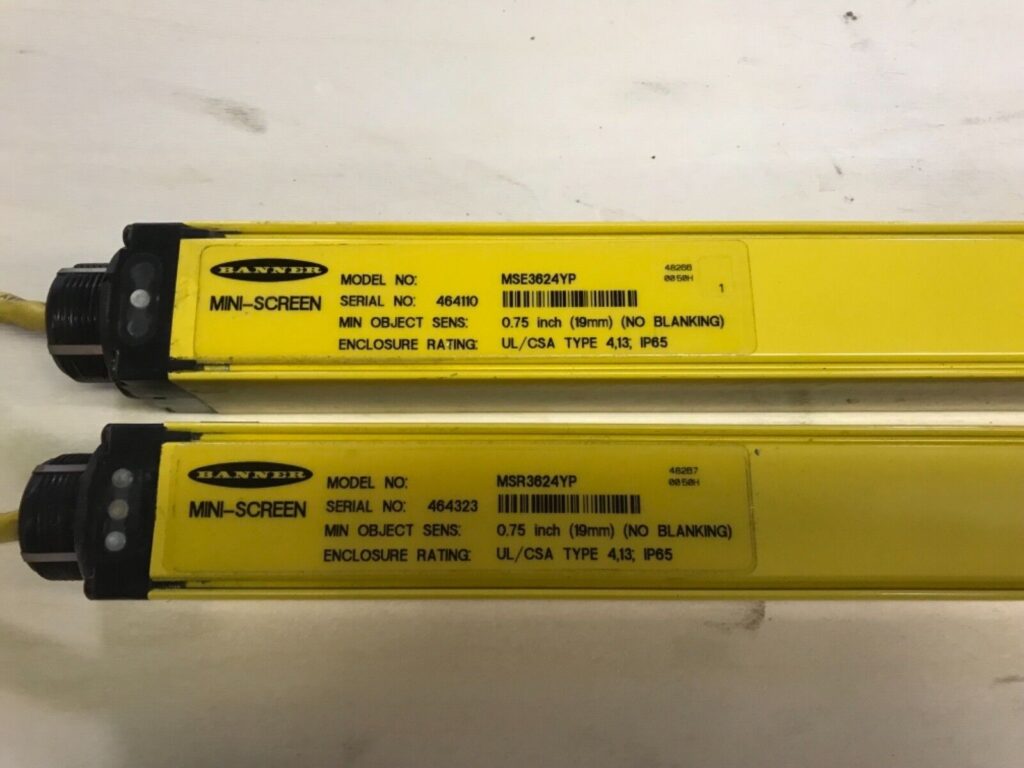 BANNER
MINI-SCREEN
MODEL NO: MSE3624YP
SERIAL NO: 464110
MIN OBJECT SENS: 0.75 inch (19mm) (NO BLANKING)
ENCLOSURE RATING: UL/CSA TYPE 4,13; IP65
48286
0050H
1
BANNER
MINI-SCREEN
MODEL NO: MSR3624YP
SERIAL NO: 464323
MIN OBJECT SENS: 0.75 inch (19mm) (NO BLANKING)
ENCLOSURE RATING: UL/CSA TYPE 4,13; IP65
48287
0050H